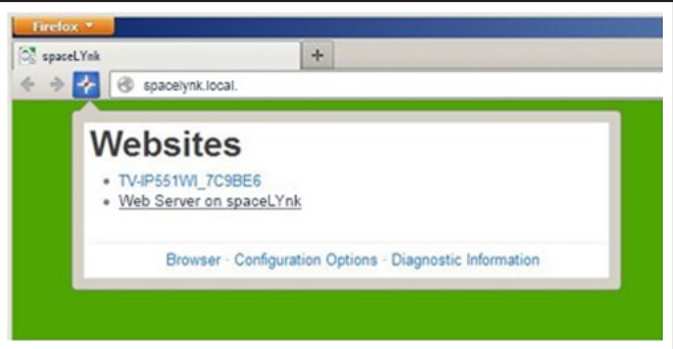 Firefox
spaceLYnk
spacelynk.local.
Websites
TV-IP551WI_7C9BE6
Web Server on spaceLYnk
Browser · Configuration Options · Diagnostic Information